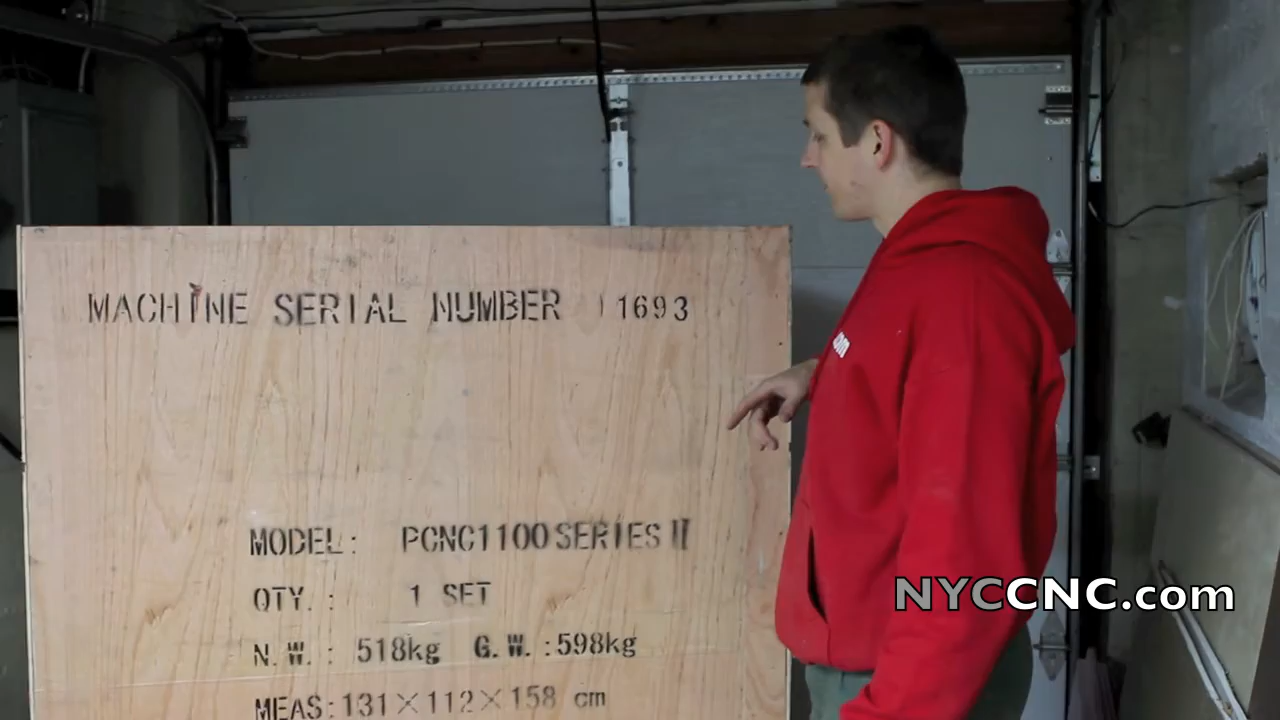 MACHINE SERIAL NUMBER 1693
MODEL: PCNC1100 SERIES II
QTY.: 1 SET
N.W.: 518kg G.W.:598kg
MEAS:131×112×158 cm
com
NYCCNC.com